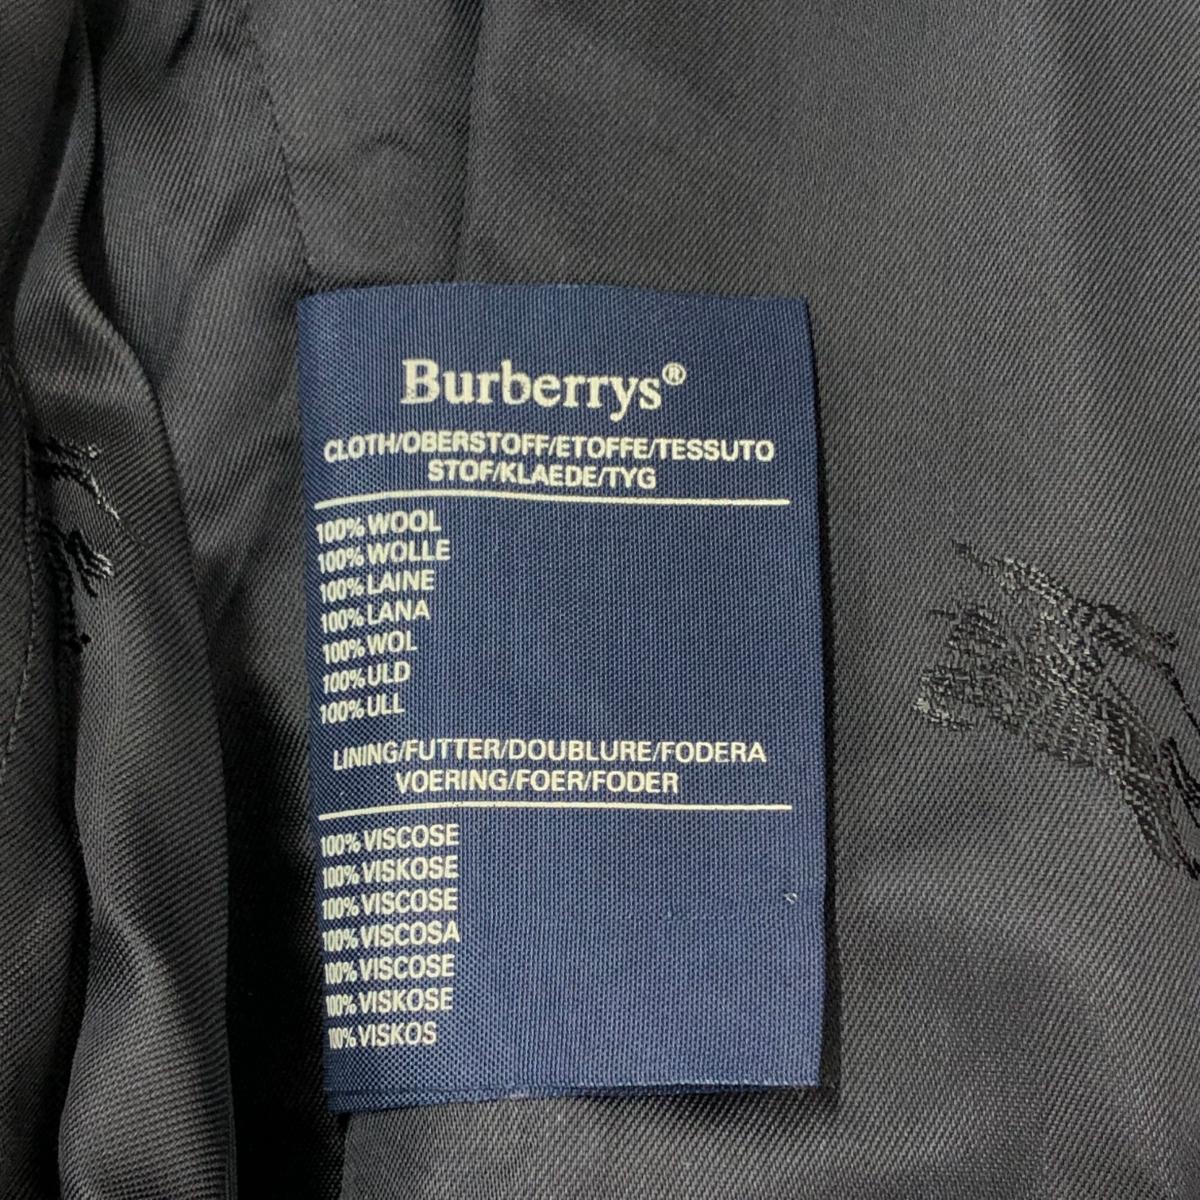 Burberrys®
CLOTH/OBERSTOFF/ETOFFE/TESSUTO
STOF/KLAEDE/TYG
100% WOOL
100% WOLLE
100% LAINE
100% LANA
100% WOL
100% ULD
100% ULL
LINING/FUTTER/DOUBLURE/FODERA
VOERING/FOER/FODER
100% VISCOSE
100% VISKOSE
100% VISCOSE
100% VISCOSA
100% VISCOSE
100% VISKOSE
100% VISKOS